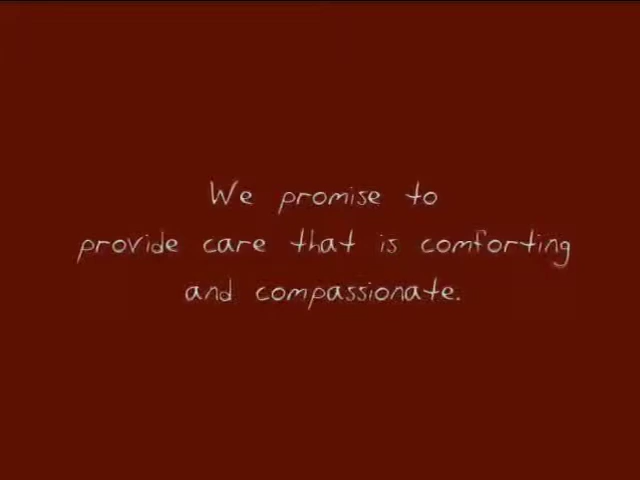 We promise to
provide care that is comforting
and compassionate.